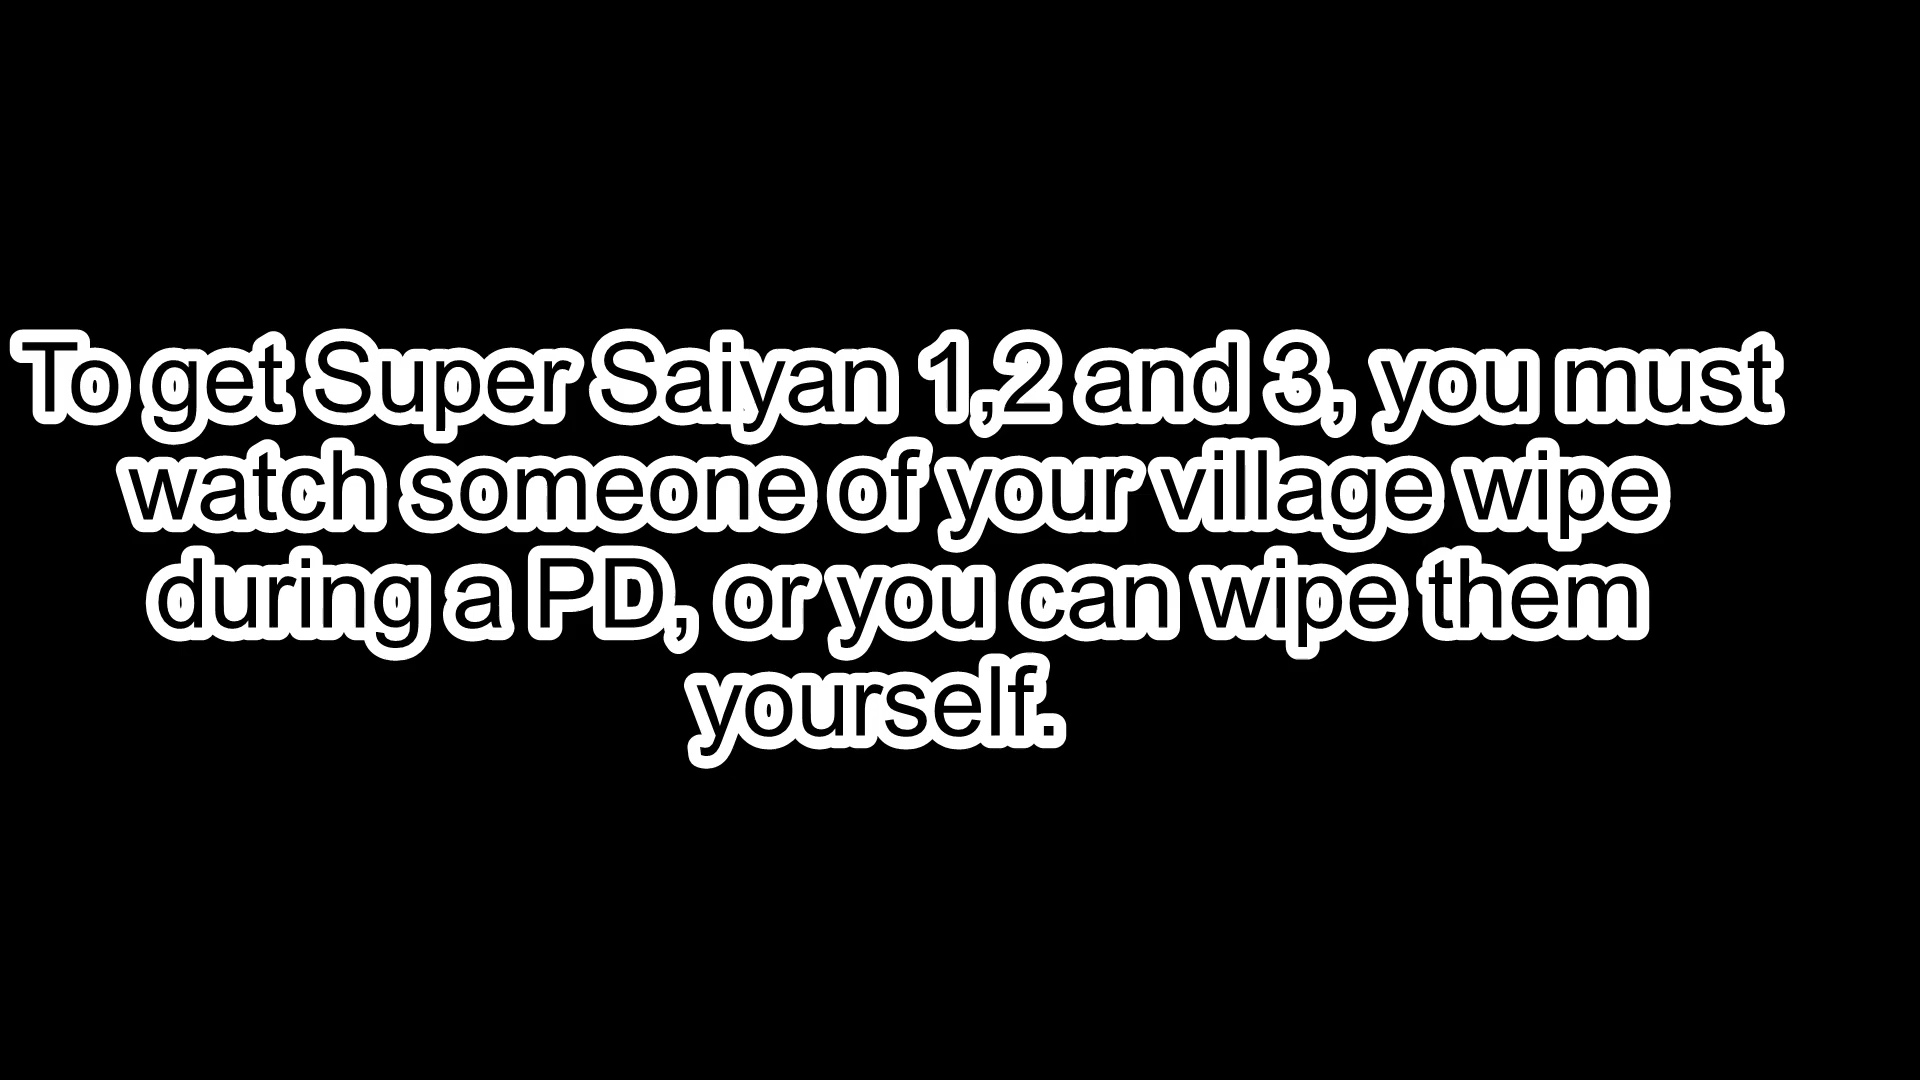 To get Super Saiyan 1,2 and 3, you must
watch someone of your village wipe
during a PD, or you can wipe them
yourself.